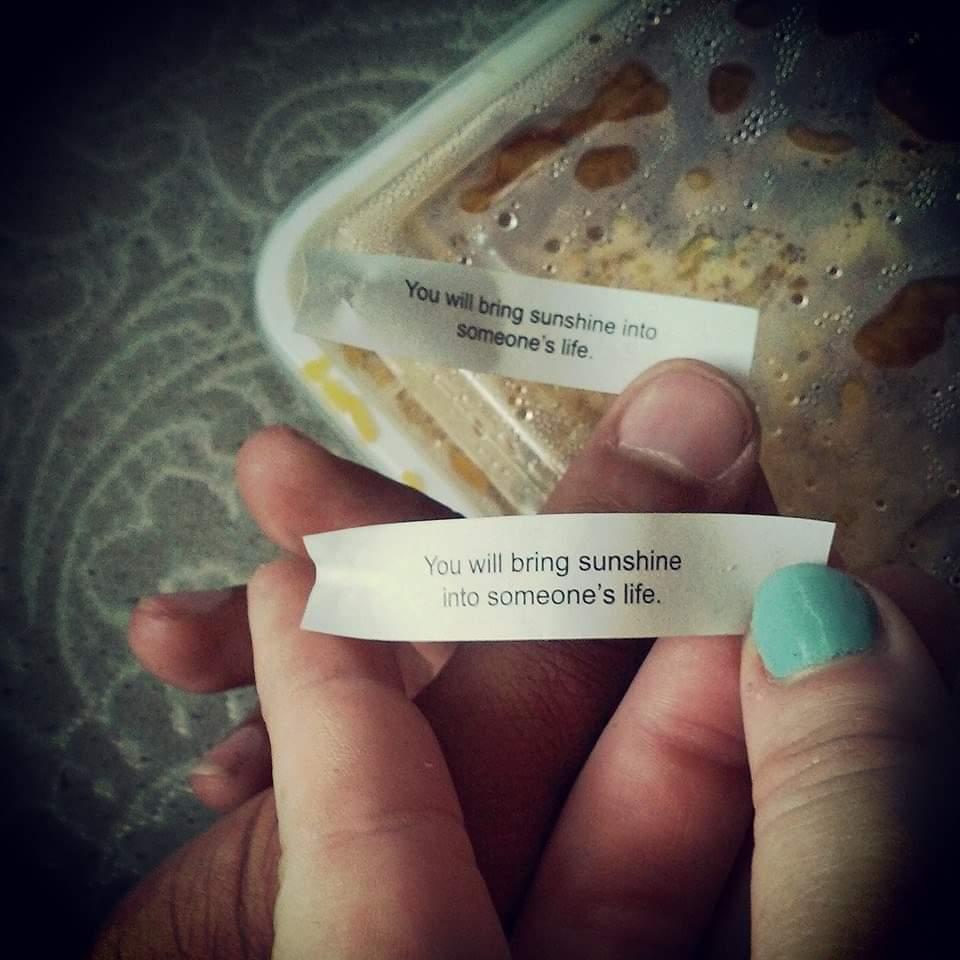 You will bring sunshine into
someone's life.
You will bring sunshine
into someone's life.